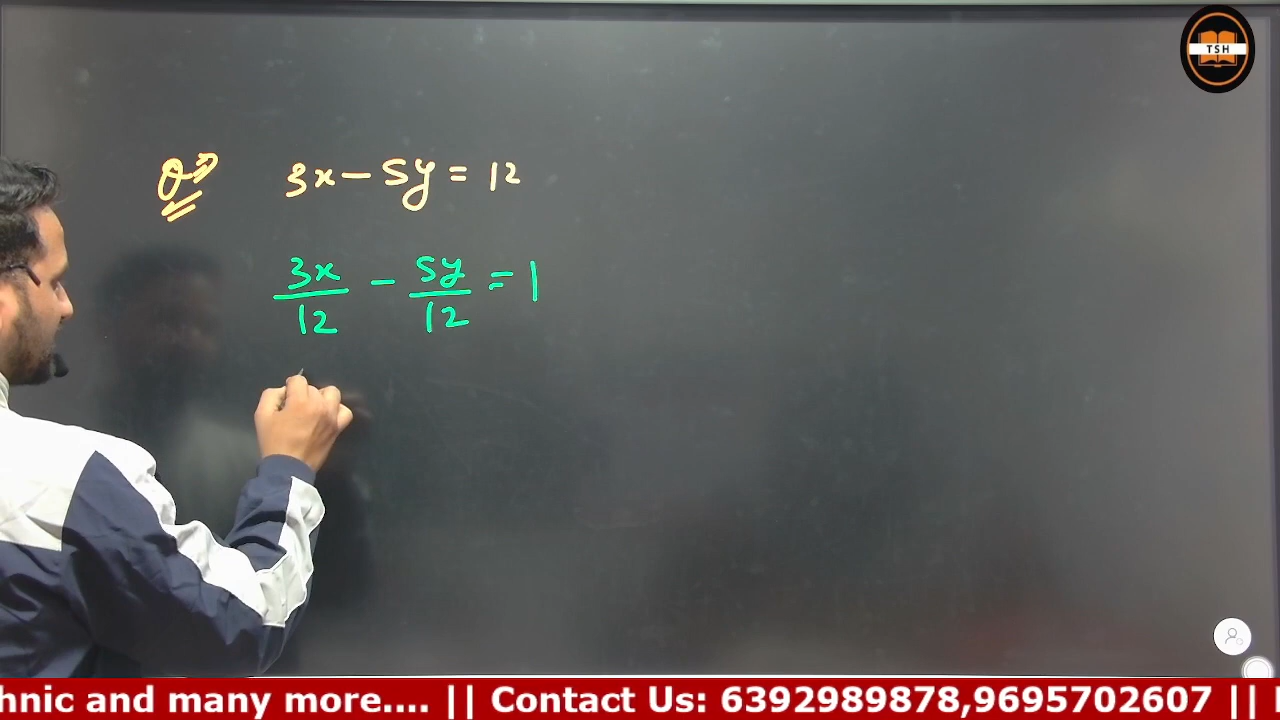 TSH
Q→ 3x - 5y = 12
3x/12 - 5y/12 = 1
hnic and many more.... || Contact Us: 6392989878,9695702607 ||